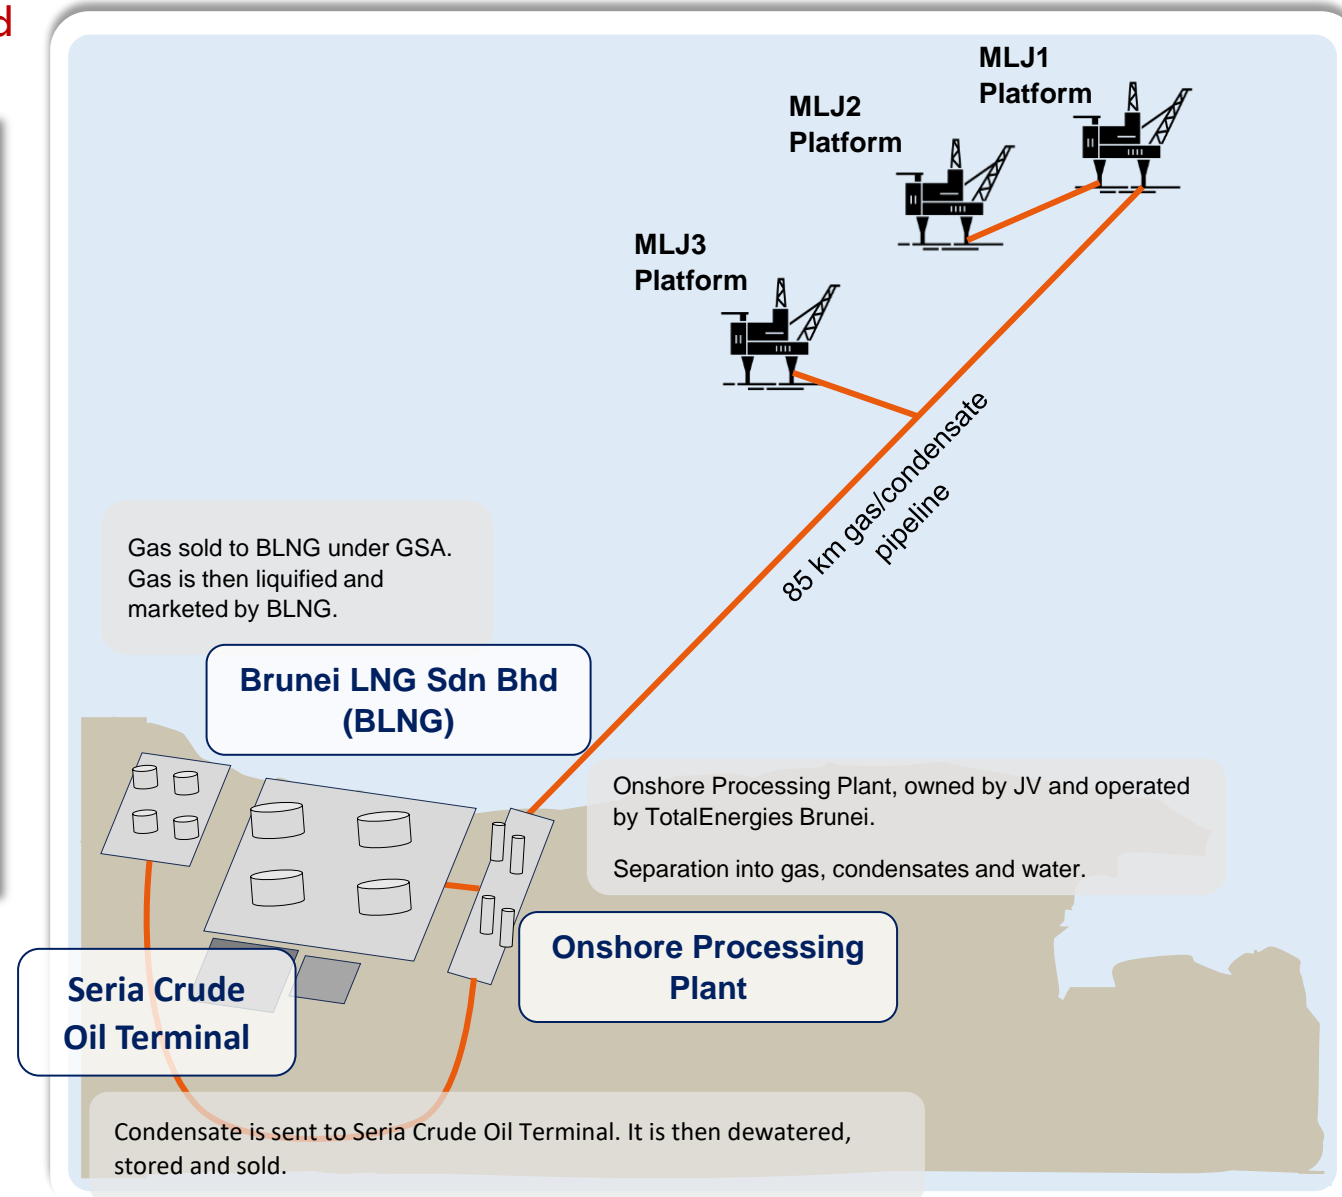 d
MLJ1
Platform
MLJ2
Platform
MLJ3
Platform
85 km gas/condensate
pipeline
Gas sold to BLNG under GSA.
Gas is then liquified and
marketed by BLNG.
Brunei LNG Sdn Bhd
(BLNG)
Onshore Processing Plant, owned by JV and operated
by TotalEnergies Brunei.
Separation into gas, condensates and water.
Onshore Processing
Plant
Seria Crude
Oil Terminal
Condensate is sent to Seria Crude Oil Terminal. It is then dewatered,
stored and sold.